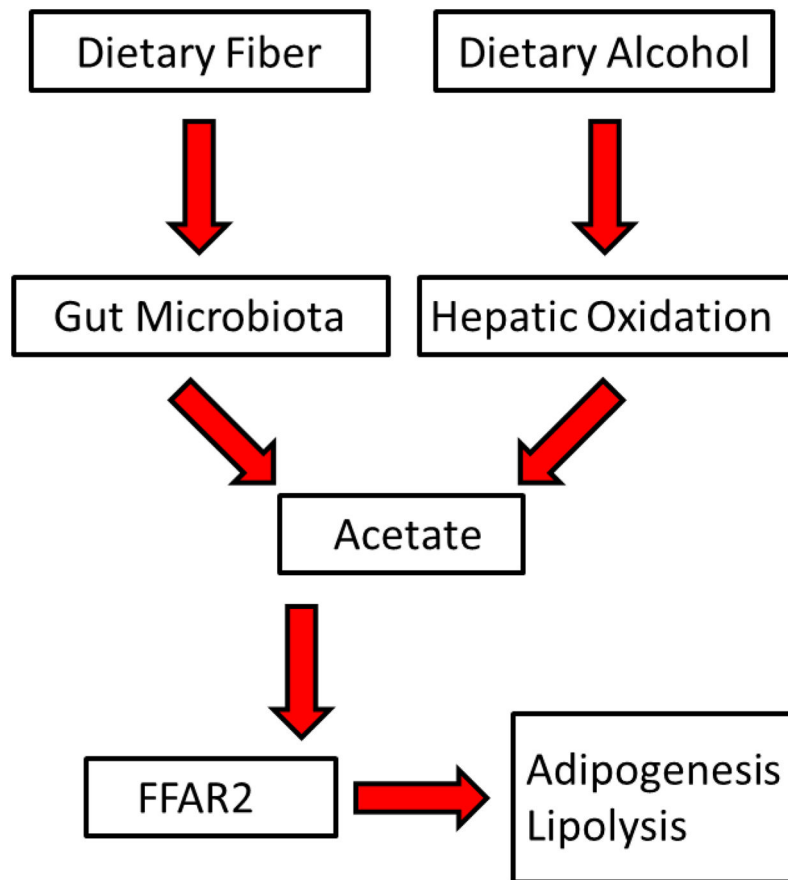 Dietary Fiber
Dietary Alcohol
Gut Microbiota
Hepatic Oxidation
Acetate
FFAR2
Adipogenesis
Lipolysis